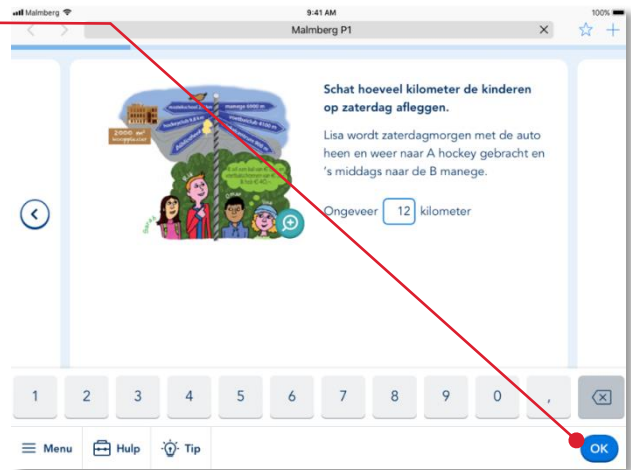 Malmberg
9:41 AM
100%
Malmberg P1
2000 m²
Schat hoeveel kilometer de kinderen
op zaterdag afleggen.
Lisa wordt zaterdagmorgen met de auto
heen en weer naar A hockey gebracht en
's middags naar de B manege.
Ongeveer 12 kilometer
1 2 3 4 5 6 7 8 9 0 ,
Menu Hulp Tip OK